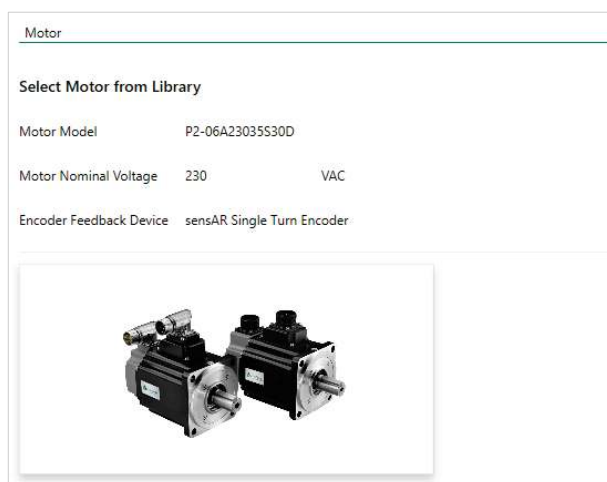 Motor
Select Motor from Library
Motor Model P2-06A23035S30D
Motor Nominal Voltage 230 VAC
Encoder Feedback Device sensAR Single Turn Encoder